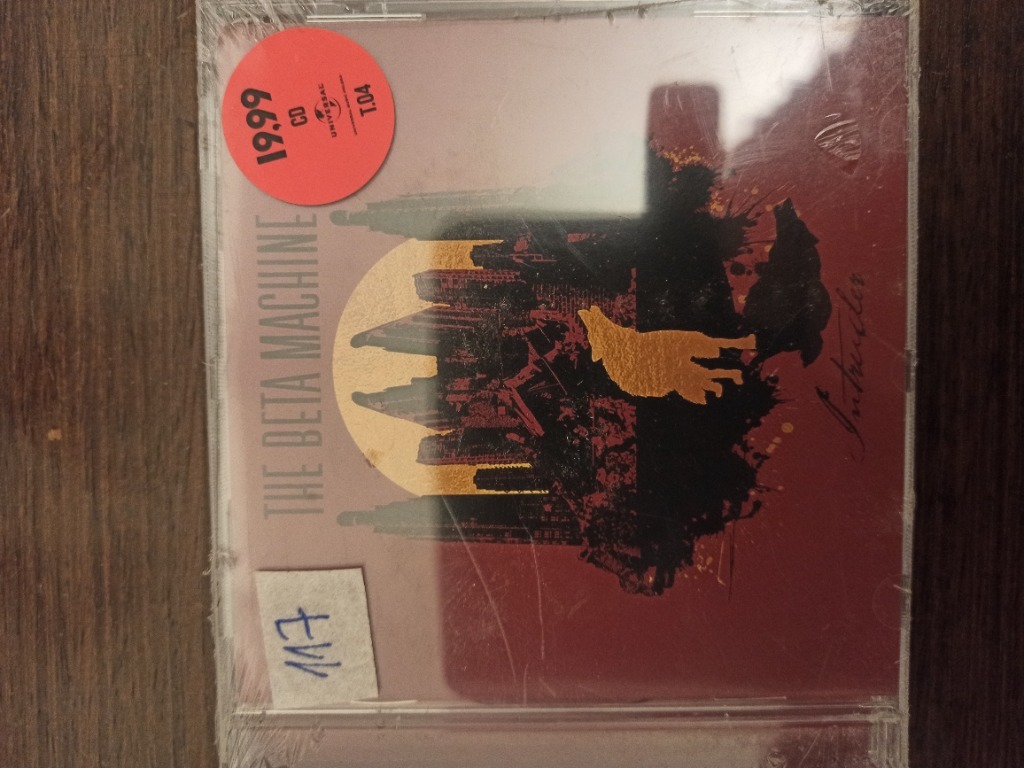 19,99
CD
UNIVERSAL
T.04
THE BETA MACHINE
117
Intruder